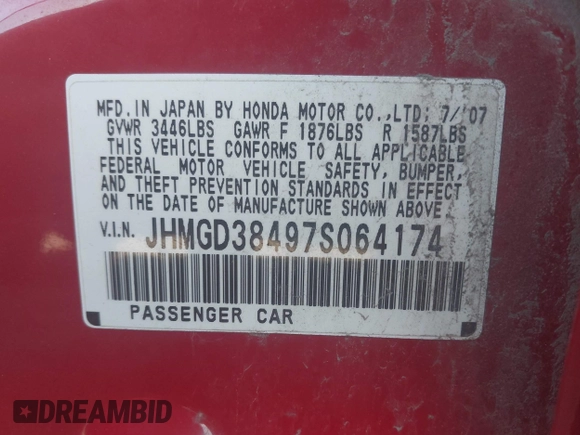 MFD. IN JAPAN BY HONDA MOTOR CO.,LTD; 7/'07
GVWR 3446LBS GAWR F 1876LBS R 1587LBS
THIS VEHICLE CONFORMS TO ALL APPLICABLE
FEDERAL MOTOR VEHICLE SAFETY, BUMPER,
AND THEFT PREVENTION STANDARDS IN EFFECT
ON THE DATE OF MANUFACTURE SHOWN ABOVE.
V.I.N. JHMGD38497S064174
PASSENGER CAR
DREAMBID